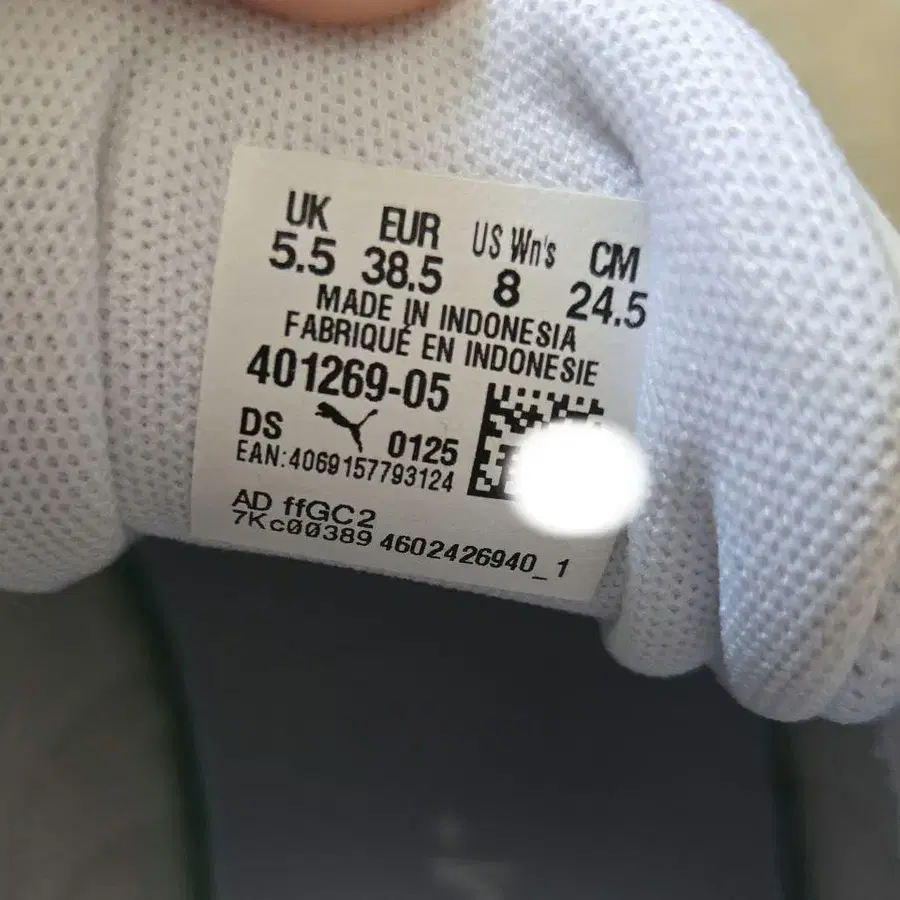 UK EUR US Wn's CM
5.5 38.5 8 24.5
MADE IN INDONESIA
FABRIQUÉ EN INDONESIE
401269-05
DS 0125
EAN:4069157793124
AD ffGC2
7Kc00389 4602426940_1